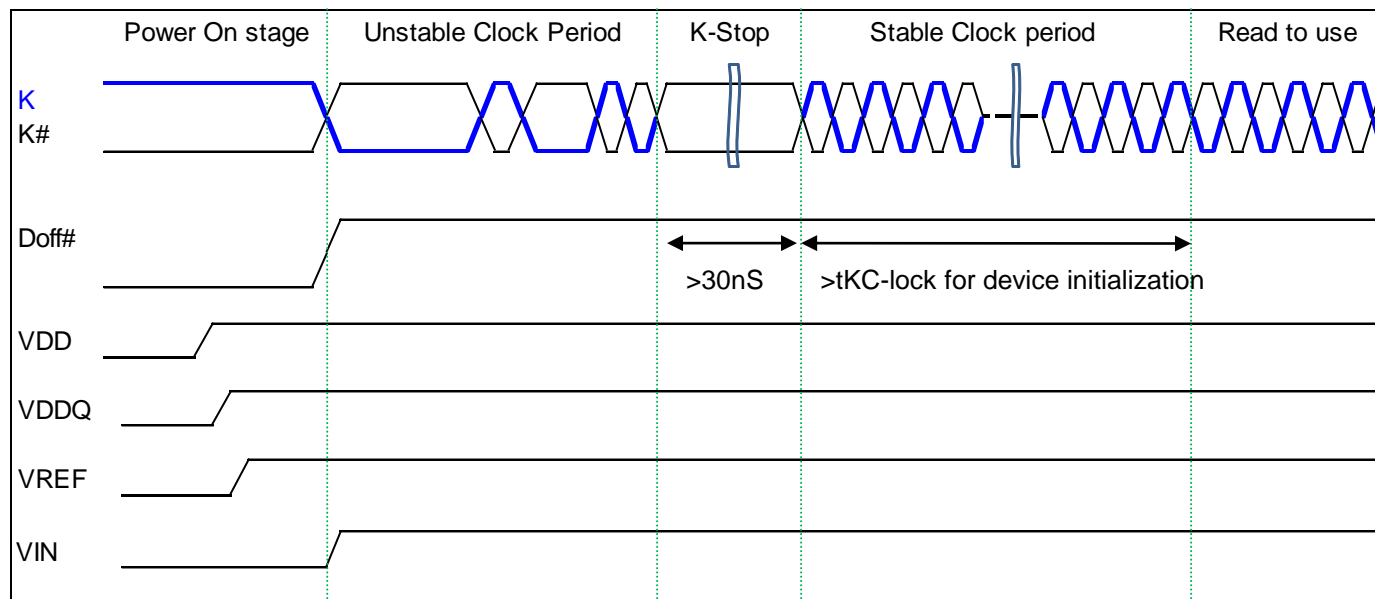 Power On stage Unstable Clock Period K-Stop Stable Clock period Read to use
K
K#
Doff#
>30nS >tKC-lock for device initialization
VDD
VDDQ
VREF
VIN